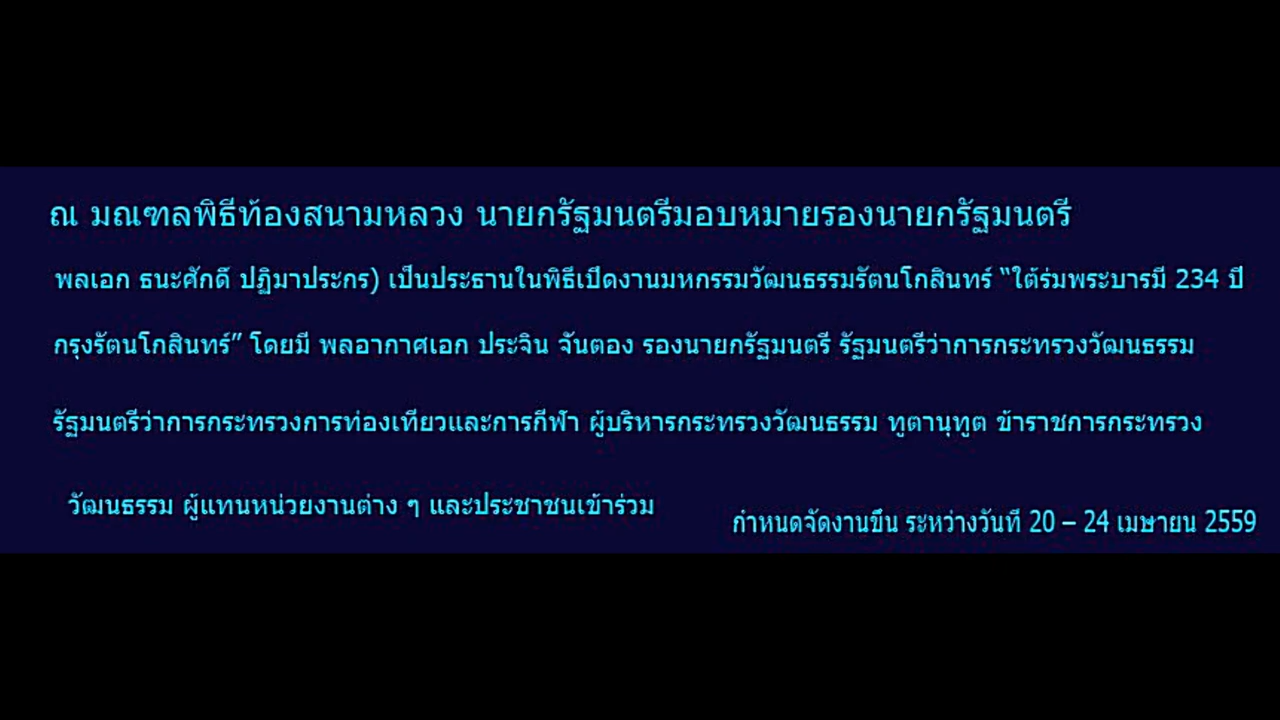 ณ มณฑลพิธีท้องสนามหลวง นายกรัฐมนตรีมอบหมายรองนายกรัฐมนตรี
พลเอก ธนะศักดิ์ ปฏิมาประกร) เป็นประธานในพิธีเปิดงานมหกรรมวัฒนธรรมรัตนโกสินทร์ “ใต้ร่มพระบารมี 234 ปี
กรุงรัตนโกสินทร์” โดยมี พลอากาศเอก ประจิน จั่นตอง รองนายกรัฐมนตรี รัฐมนตรีว่าการกระทรวงวัฒนธรรม
รัฐมนตรีว่าการกระทรวงการท่องเที่ยวและการกีฬา ผู้บริหารกระทรวงวัฒนธรรม ทูตานุทูต ข้าราชการกระทรวง
วัฒนธรรม ผู้แทนหน่วยงานต่าง ๆ และประชาชนเข้าร่วม
กำหนดจัดงานขึ้น ระหว่างวันที่ 20 – 24 เมษายน 2559